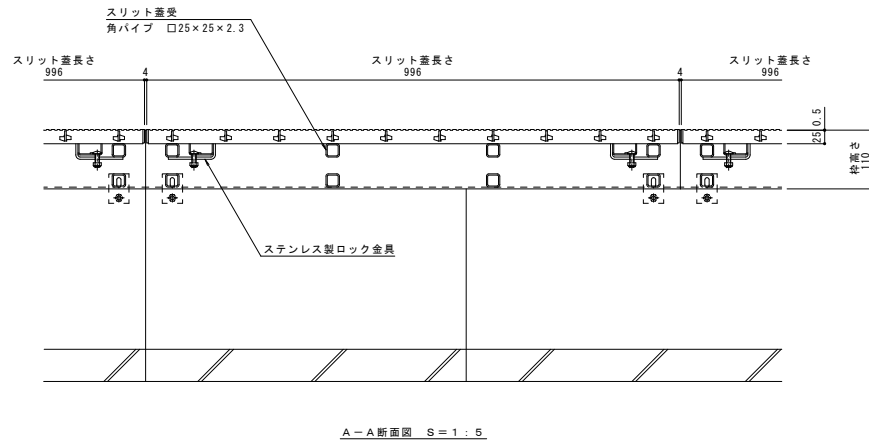 スリット蓋受
角パイプ □25×25×2.3
スリット蓋長さ
996
4
スリット蓋長さ
996
4
スリット蓋長さ
996
0.5
25
枠高さ
110
ステンレス製ロック金具
A－A断面図 S＝1：5